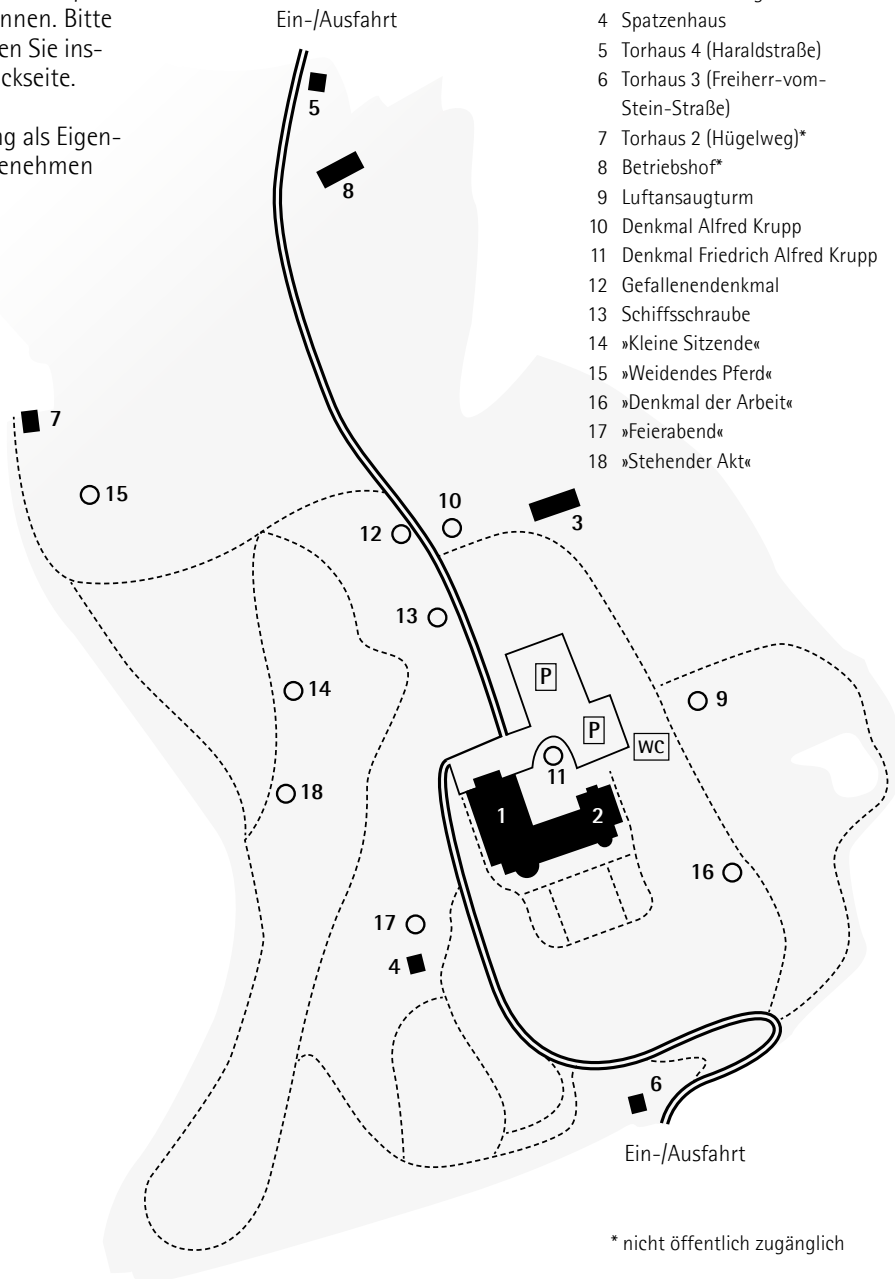 nnen. Bitte
en Sie ins-
ckseite.
ng als Eigen-
enehmen
Ein-/Ausfahrt
4 Spatzenhaus
5 Torhaus 4 (Haraldstraße)
6 Torhaus 3 (Freiherr-vom-
Stein-Straße)
7 Torhaus 2 (Hügelweg)*
8 Betriebshof*
9 Luftansaugturm
10 Denkmal Alfred Krupp
11 Denkmal Friedrich Alfred Krupp
12 Gefallenendenkmal
13 Schiffsschraube
14 »Kleine Sitzende«
15 »Weidendes Pferd«
16 »Denkmal der Arbeit«
17 »Feierabend«
18 »Stehender Akt«
5
8
7
15
10
12
3
13
14
P
9
P
WC
11
18
1
2
16
17
4
6
Ein-/Ausfahrt
* nicht öffentlich zugänglich